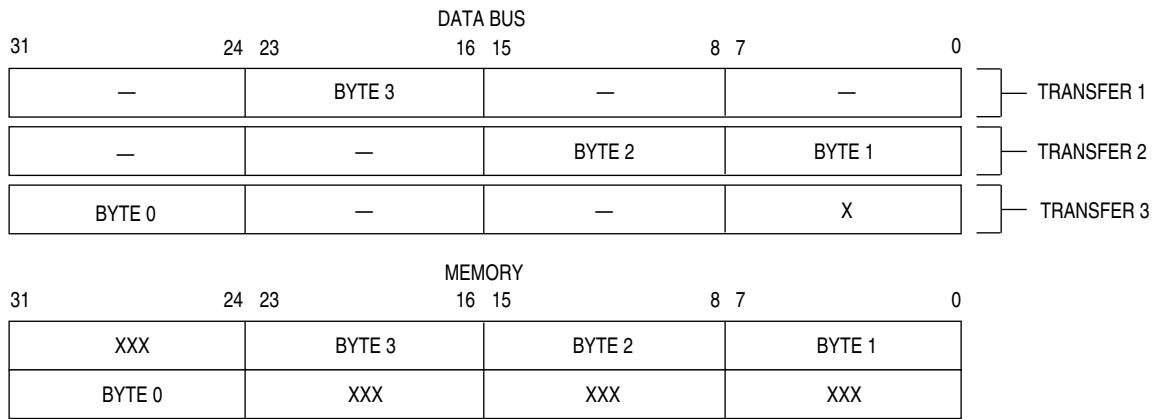 DATA BUS
31 24 23 16 15 8 7 0
— BYTE 3 — — TRANSFER 1
— — BYTE 2 BYTE 1 TRANSFER 2
BYTE 0 — — X TRANSFER 3
MEMORY
31 24 23 16 15 8 7 0
XXX BYTE 3 BYTE 2 BYTE 1
BYTE 0 XXX XXX XXX